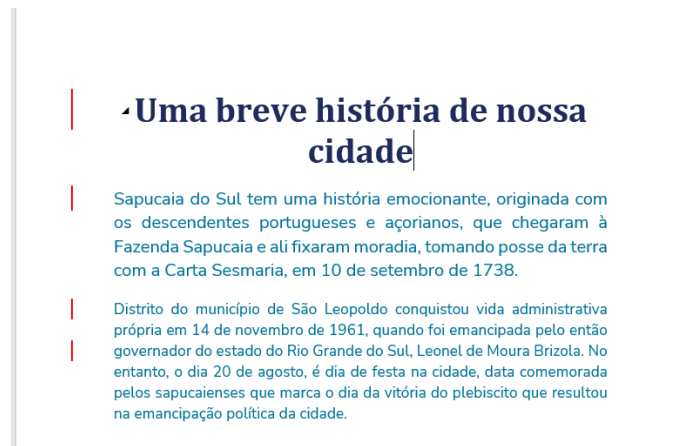 Uma breve história de nossa
cidade
Sapucaia do Sul tem uma história emocionante, originada com
os descendentes portugueses e açorianos, que chegaram à
Fazenda Sapucaia e ali fixaram moradia, tomando posse da terra
com a Carta Sesmaria, em 10 de setembro de 1738.
Distrito do município de São Leopoldo conquistou vida administrativa
própria em 14 de novembro de 1961, quando foi emancipada pelo então
governador do estado do Rio Grande do Sul, Leonel de Moura Brizola. No
entanto, o dia 20 de agosto, é dia de festa na cidade, data comemorada
pelos sapucaienses que marca o dia da vitória do plebiscito que resultou
na emancipação política da cidade.